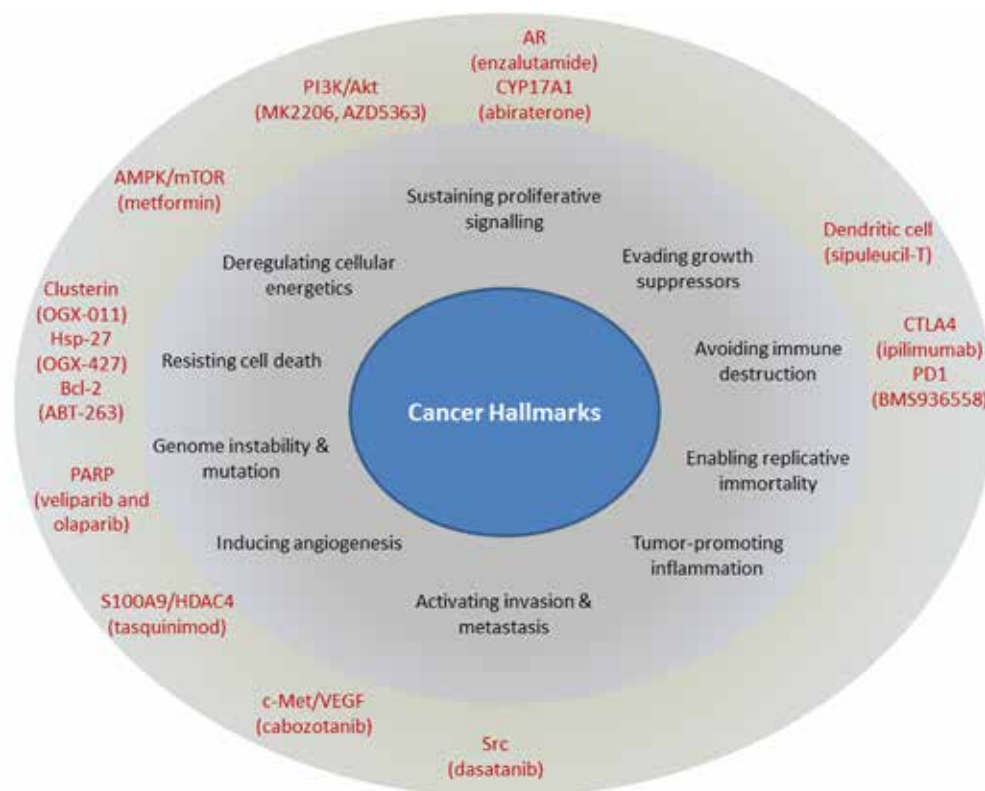 AR
(enzalutamide)
CYP17A1
(abiraterone)
PI3K/Akt
(MK2206, AZD5363)
AMPK/mTOR
(metformin)
Sustaining proliferative
signalling
Dendritic cell
(sipuleucil-T)
Deregulating cellular
energetics
Evading growth
suppressors
Clusterin
(OGX-011)
Hsp-27
(OGX-427)
Bcl-2
(ABT-263)
Resisting cell death
Avoiding immune
destruction
CTLA4
(ipilimumab)
PD1
(BMS936558)
Cancer Hallmarks
Genome instability &
mutation
Enabling replicative
immortality
PARP
(veliparib and
olaparib)
Inducing angiogenesis
Tumor-promoting
inflammation
S100A9/HDAC4
(tasquinimod)
Activating invasion &
metastasis
c-Met/VEGF
(cabozotanib)
Src
(dasatanib)